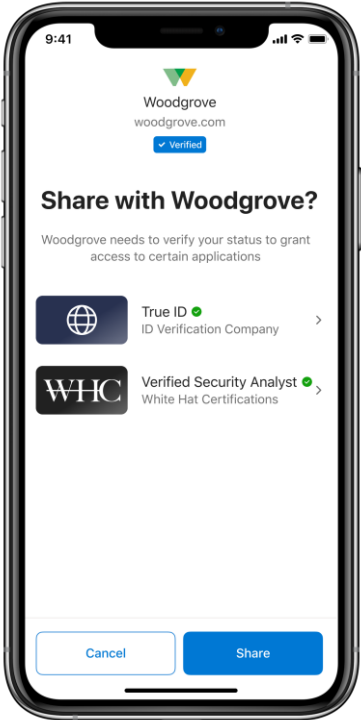 9:41
Woodgrove
woodgrove.com
Verified
Share with Woodgrove?
Woodgrove needs to verify your status to grant
access to certain applications
True ID
ID Verification Company
WHC
Verified Security Analyst
White Hat Certifications
Cancel
Share